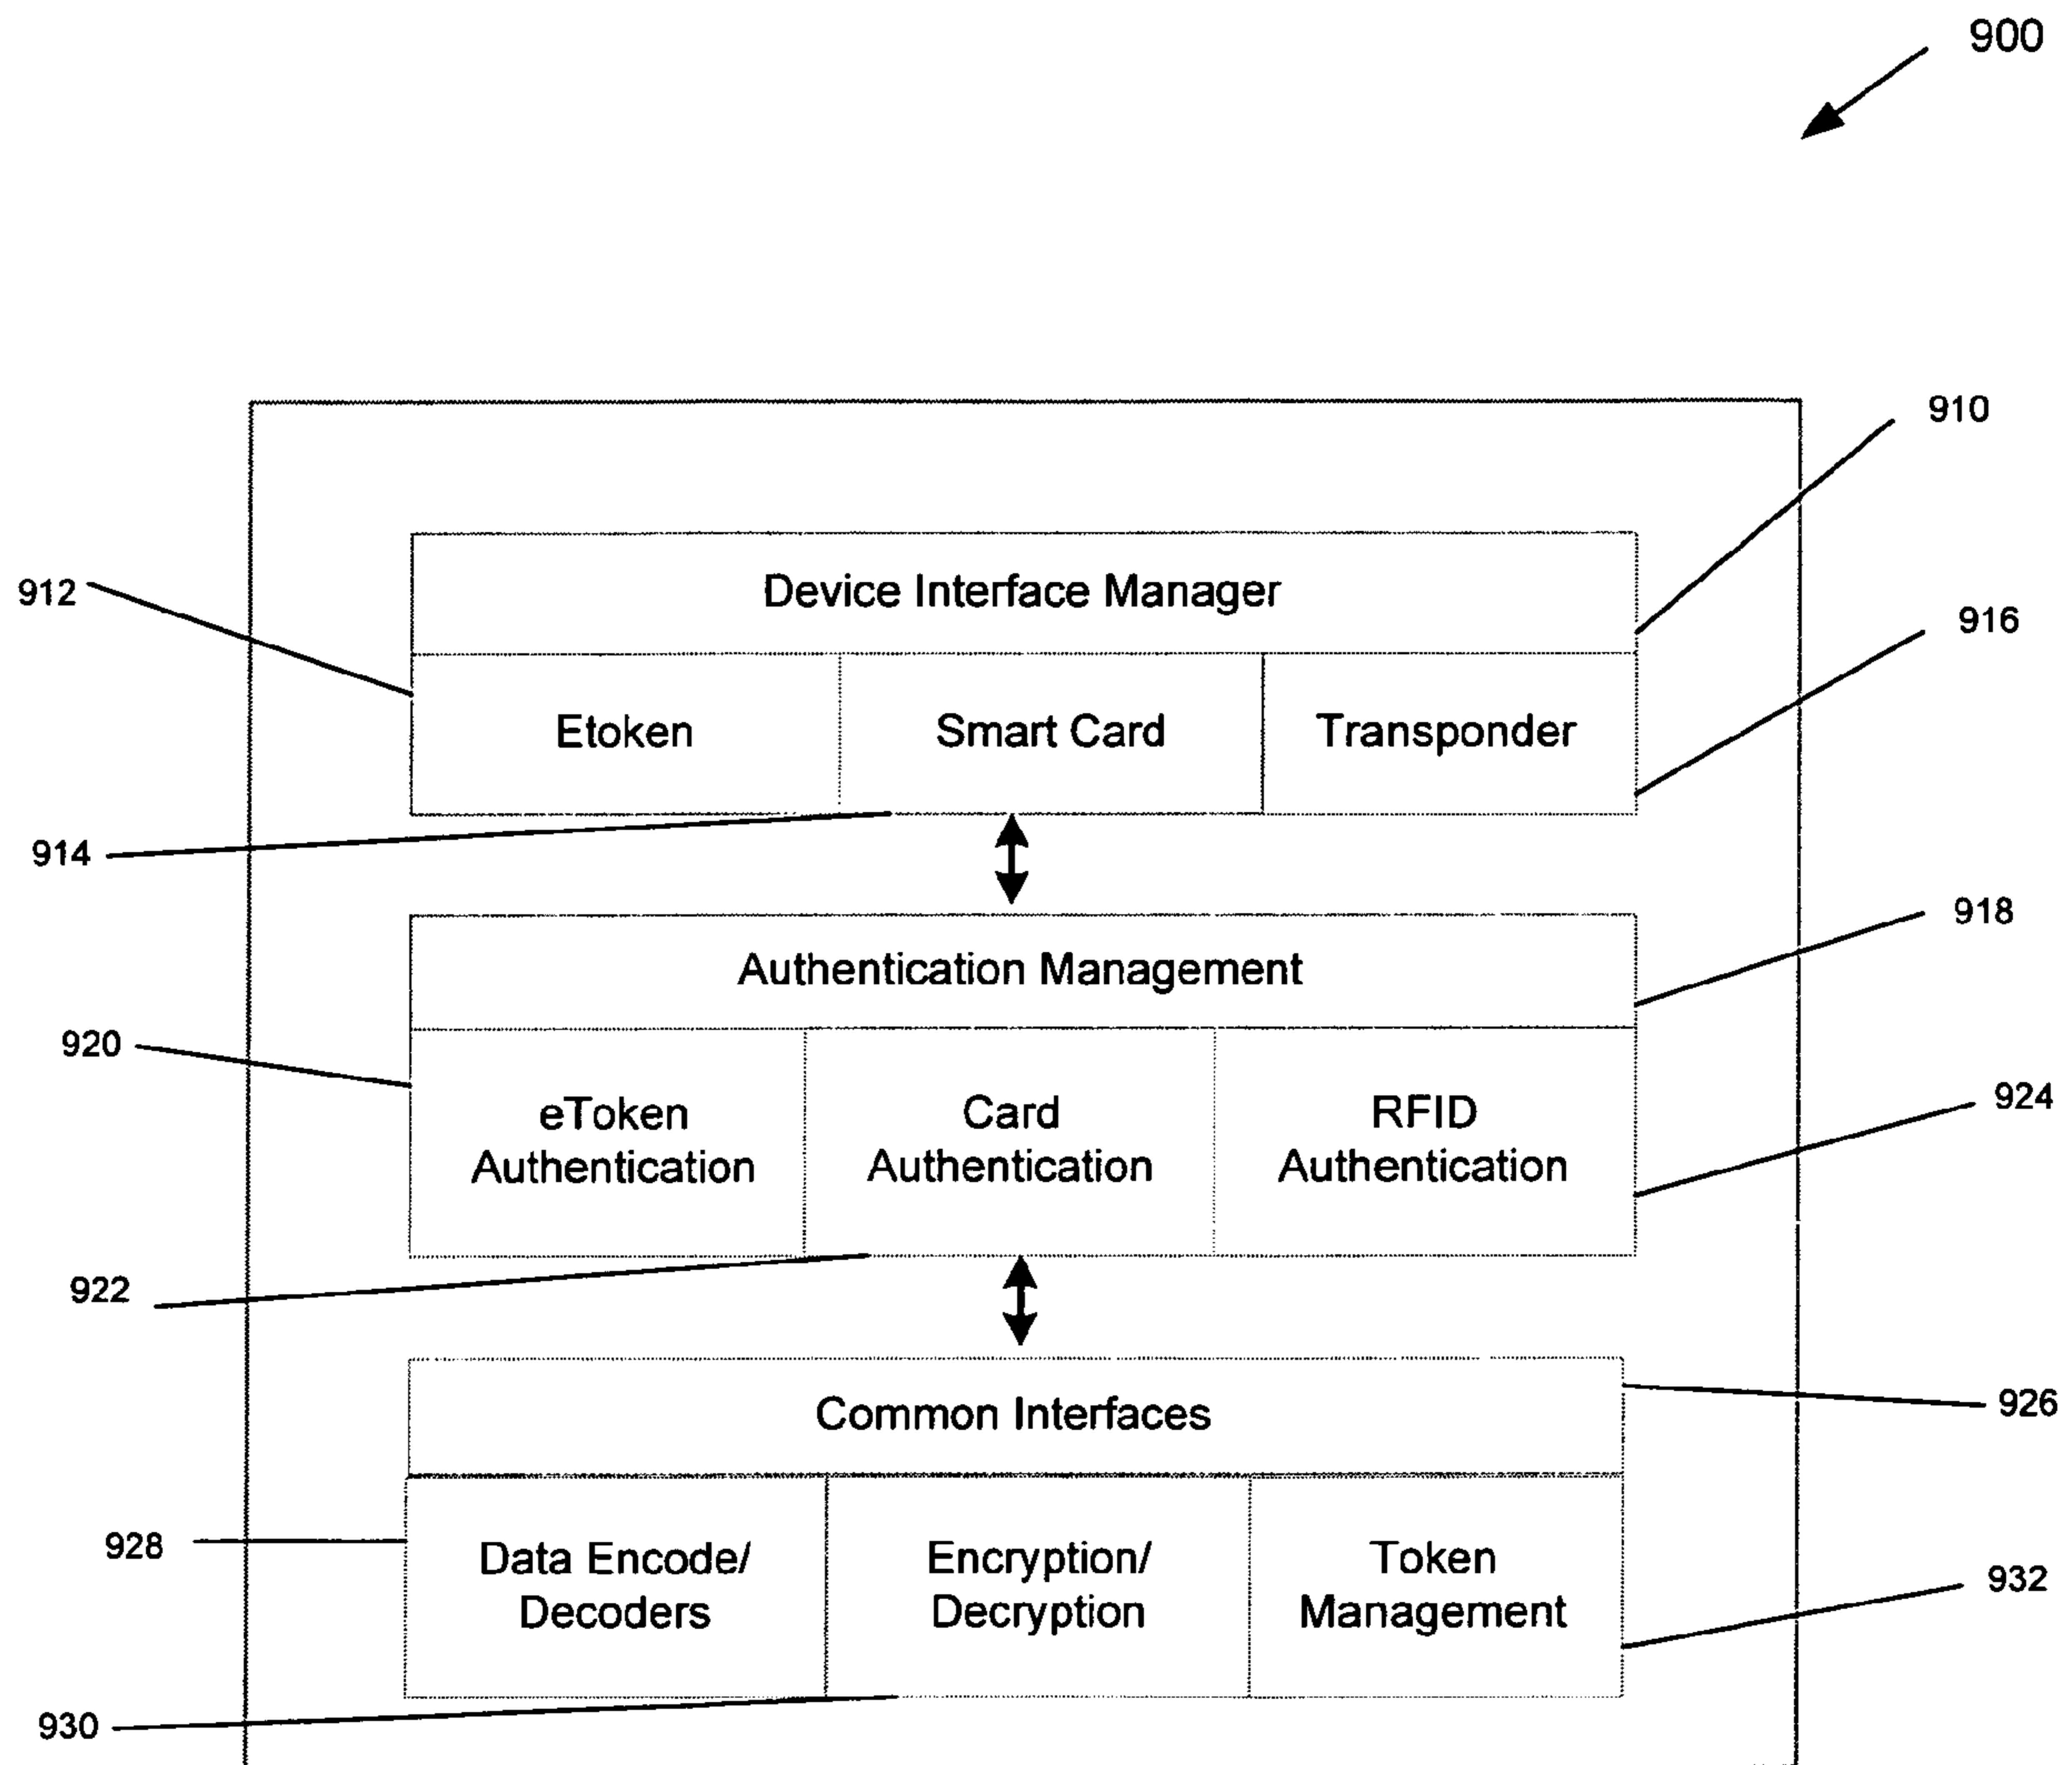 900
910
Device Interface Manager
912
916
Etoken
Smart Card
Transponder
914
918
Authentication Management
920
eToken
Authentication
Card
Authentication
RFID
Authentication
924
922
Common Interfaces
926
928
Data Encode/
Decoders
Encryption/
Decryption
Token
Management
932
930